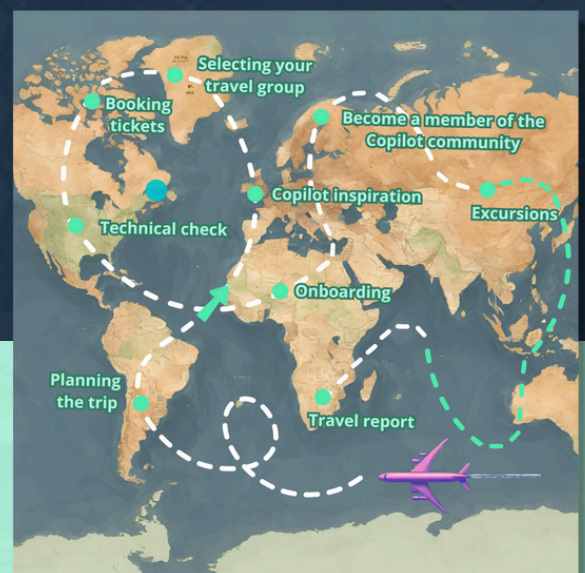 Selecting your
travel group
Booking
tickets
Become a member of the
Copilot community
Copilot inspiration
Excursions
Technical check
Onboarding
Planning
the trip
Travel report